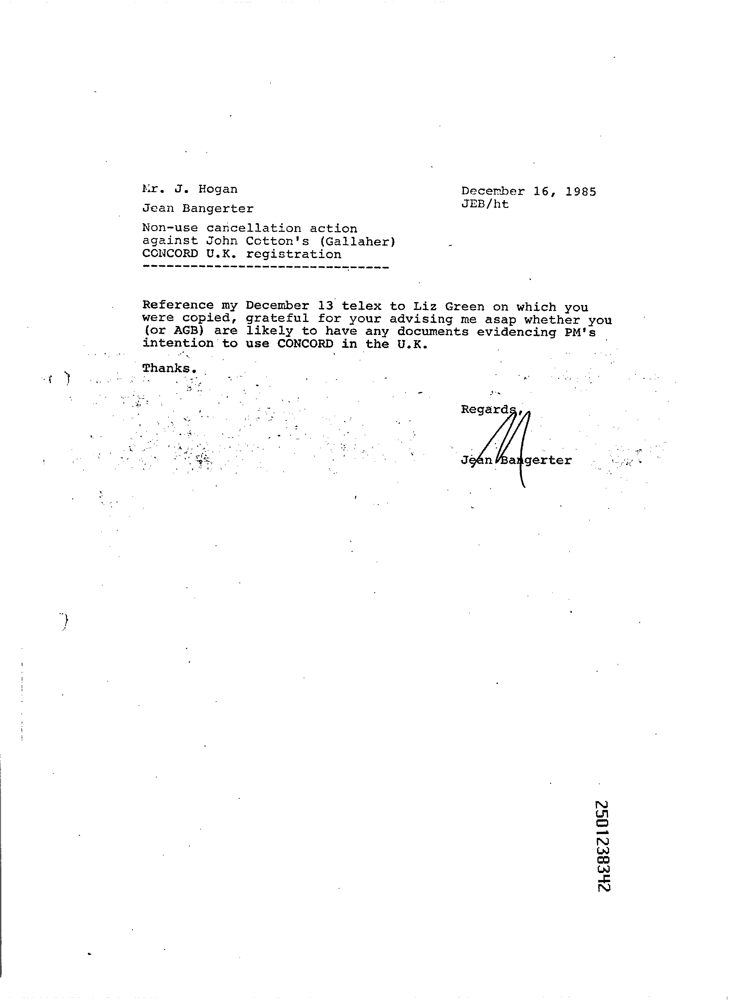 Mr. J. Hogan
December 16, 1985
JEB/ht
Jean Bangerter
Non-use cancellation action
against John Cotton's (Gallaher)
CONCORD U.K. registration
-------------------------------
Reference my December 13 telex to Liz Green on which you
were copied, grateful for your advising me asap whether you
(or AGB) are likely to have any documents evidencing PM's
intention to use CONCORD in the U.K.
Thanks.
Regards,
Jean Bangerter
2501238342